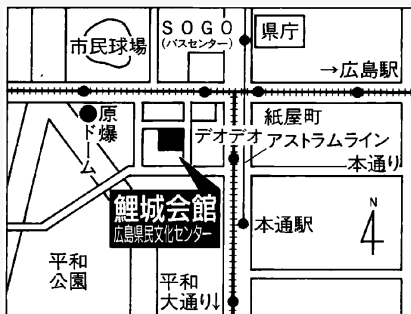 SOGO
(バスセンター)
県庁
市民球場
→広島駅
原爆ドーム
紙屋町
デオデオ
アストラムライン
本通り
鯉城会館
広島県民文化センター
本通駅
N
平和
公園
平和
大通り↓